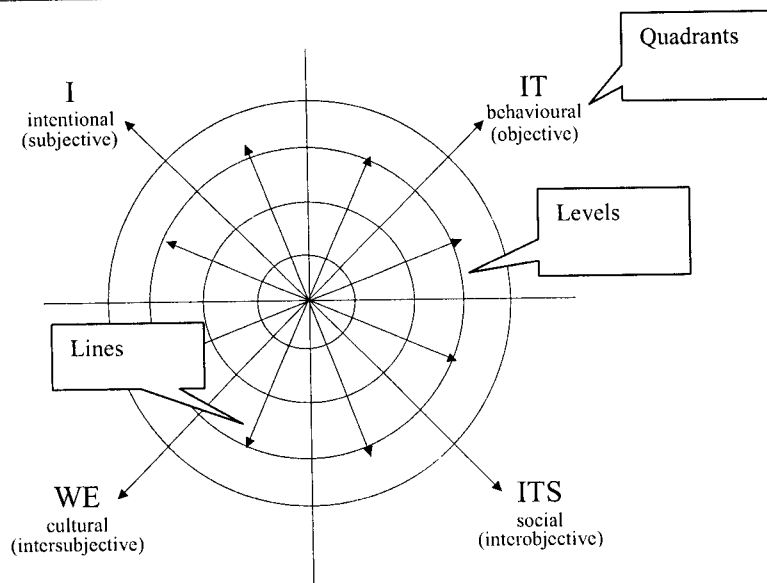 Quadrants
I
intentional
(subjective)
IT
behavioural
(objective)
Levels
Lines
WE
cultural
(intersubjective)
ITS
social
(interobjective)